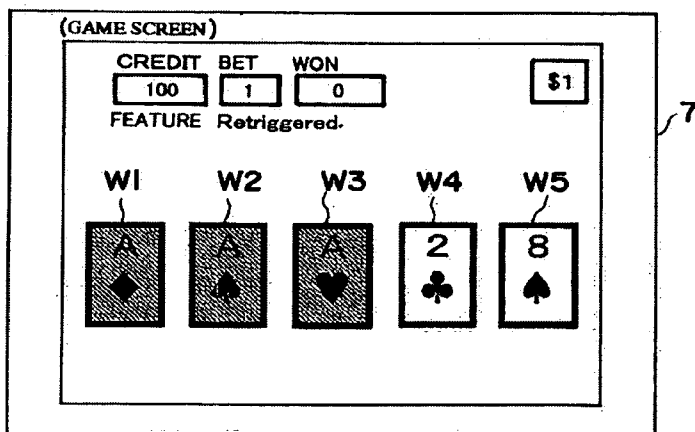 (GAME SCREEN)
CREDIT BET WON
100 1 0 $1
FEATURE Retriggered.
7
W1 W2 W3 W4 W5
A A A 2 8